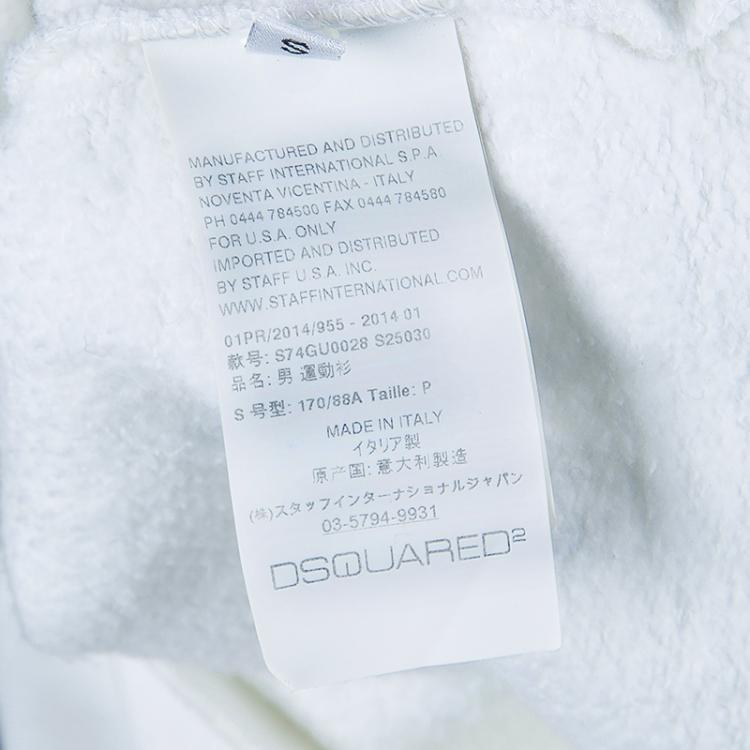 S
MANUFACTURED AND DISTRIBUTED
BY STAFF INTERNATIONAL S.P.A.
NOVENTA VICENTINA - ITALY
PH 0444 784500 FAX 0444 784580
FOR U.S.A. ONLY
IMPORTED AND DISTRIBUTED
BY STAFF U.S.A. INC.
WWW.STAFFINTERNATIONAL.COM
01PR/2014/955 - 2014 01
款号: S74GU0028 S25030
品名: 男 運動衫
S 号型: 170/88A Taille: P
MADE IN ITALY
イタリア製
原产国: 意大利製造
(株)スタッフインターナショナルジャパン
03-5794-9931
DSQUARED²